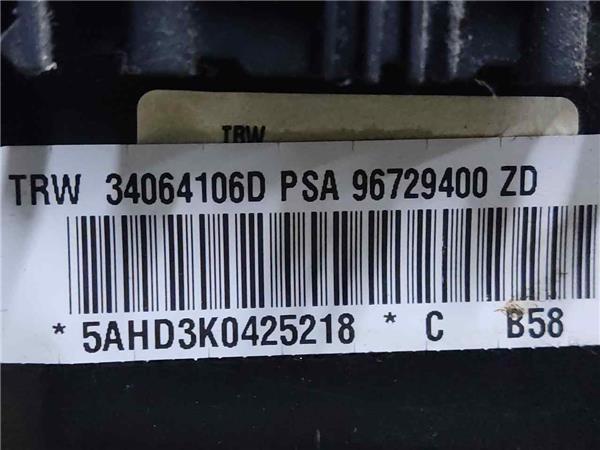 TRW
TRW 34064106D PSA 96729400 ZD
* 5AHD3K0425218 * C B58